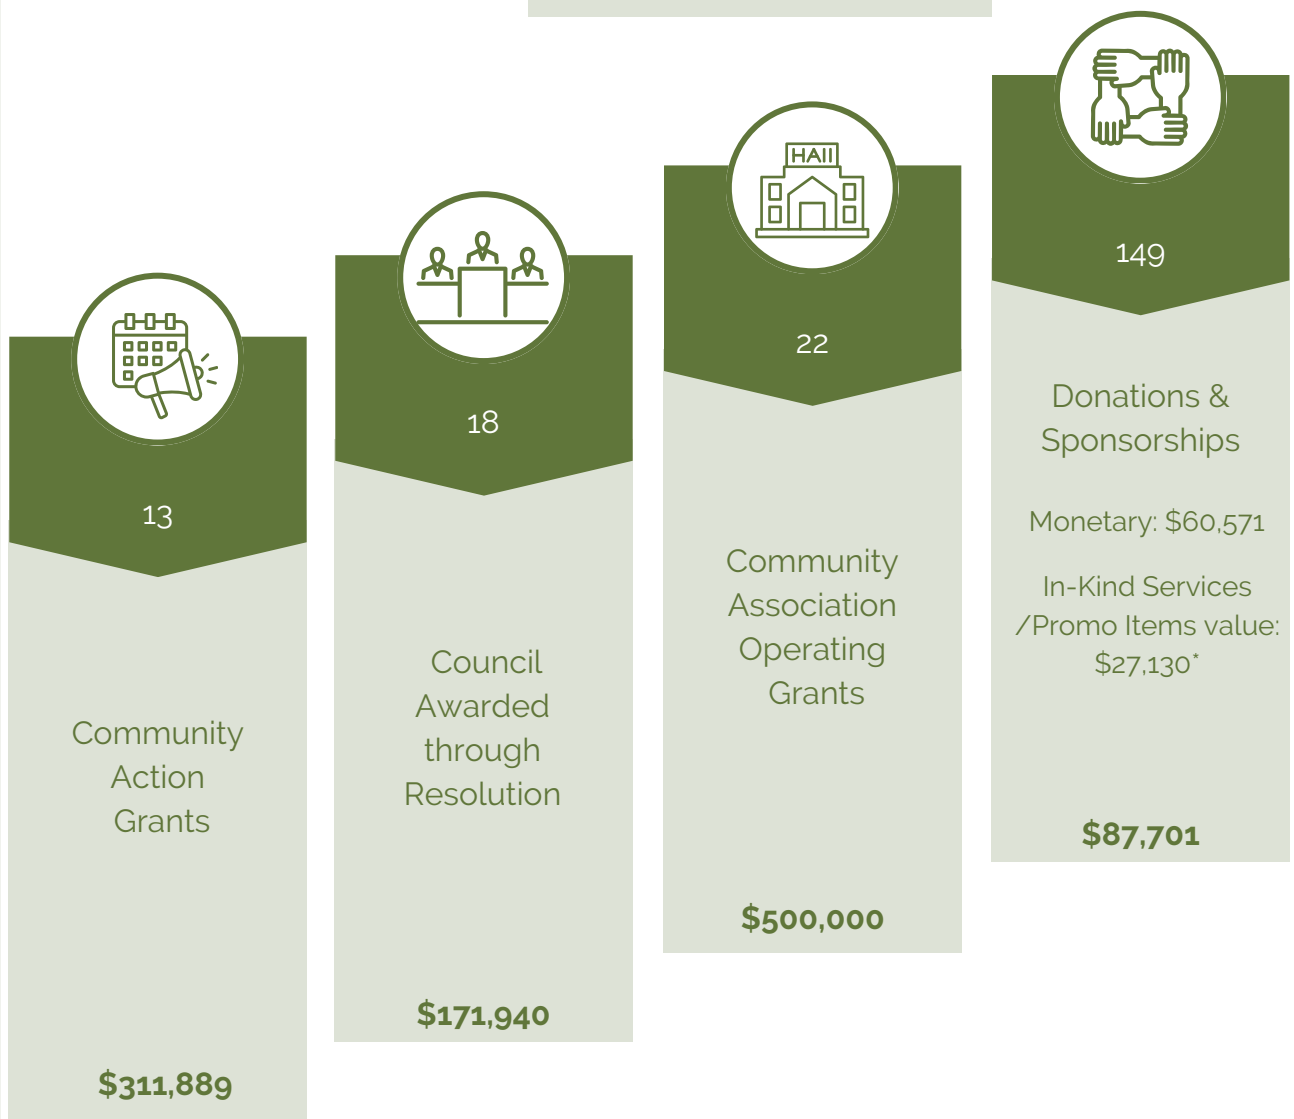 13
Community
Action
Grants
$311,889
18
Council
Awarded
through
Resolution
$171,940
HAII
22
Community
Association
Operating
Grants
$500,000
149
Donations &
Sponsorships
Monetary: $60,571
In-Kind Services
/Promo Items value:
$27,130*
$87,701